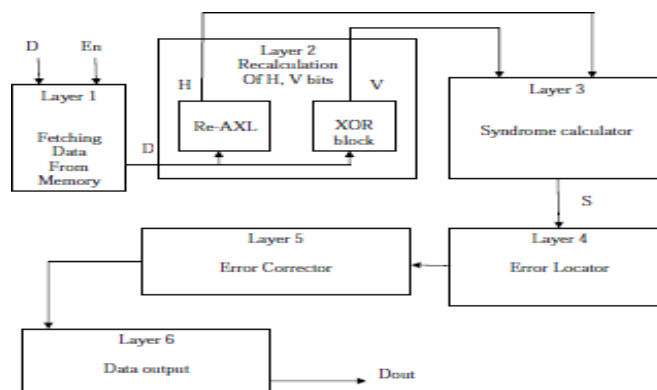 D
En
Layer 1
Fetching
Data
From
Memory
D
Layer 2
Recalculation
Of H, V bits
H
V
Re-AXL
XOR
block
Layer 3
Syndrome calculator
S
Layer 4
Error Locator
Layer 5
Error Corrector
Layer 6
Data output
Dout